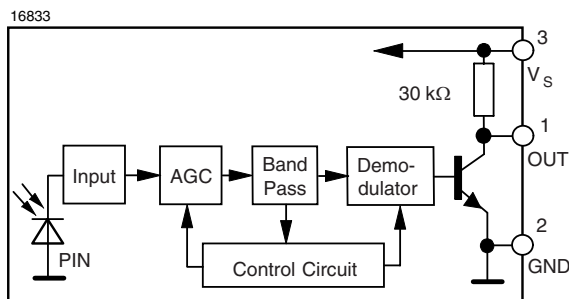 16833
3
V S
30 kΩ
1
OUT
Input
AGC
Band
Pass
Demo-
dulator
2
GND
PIN
Control Circuit